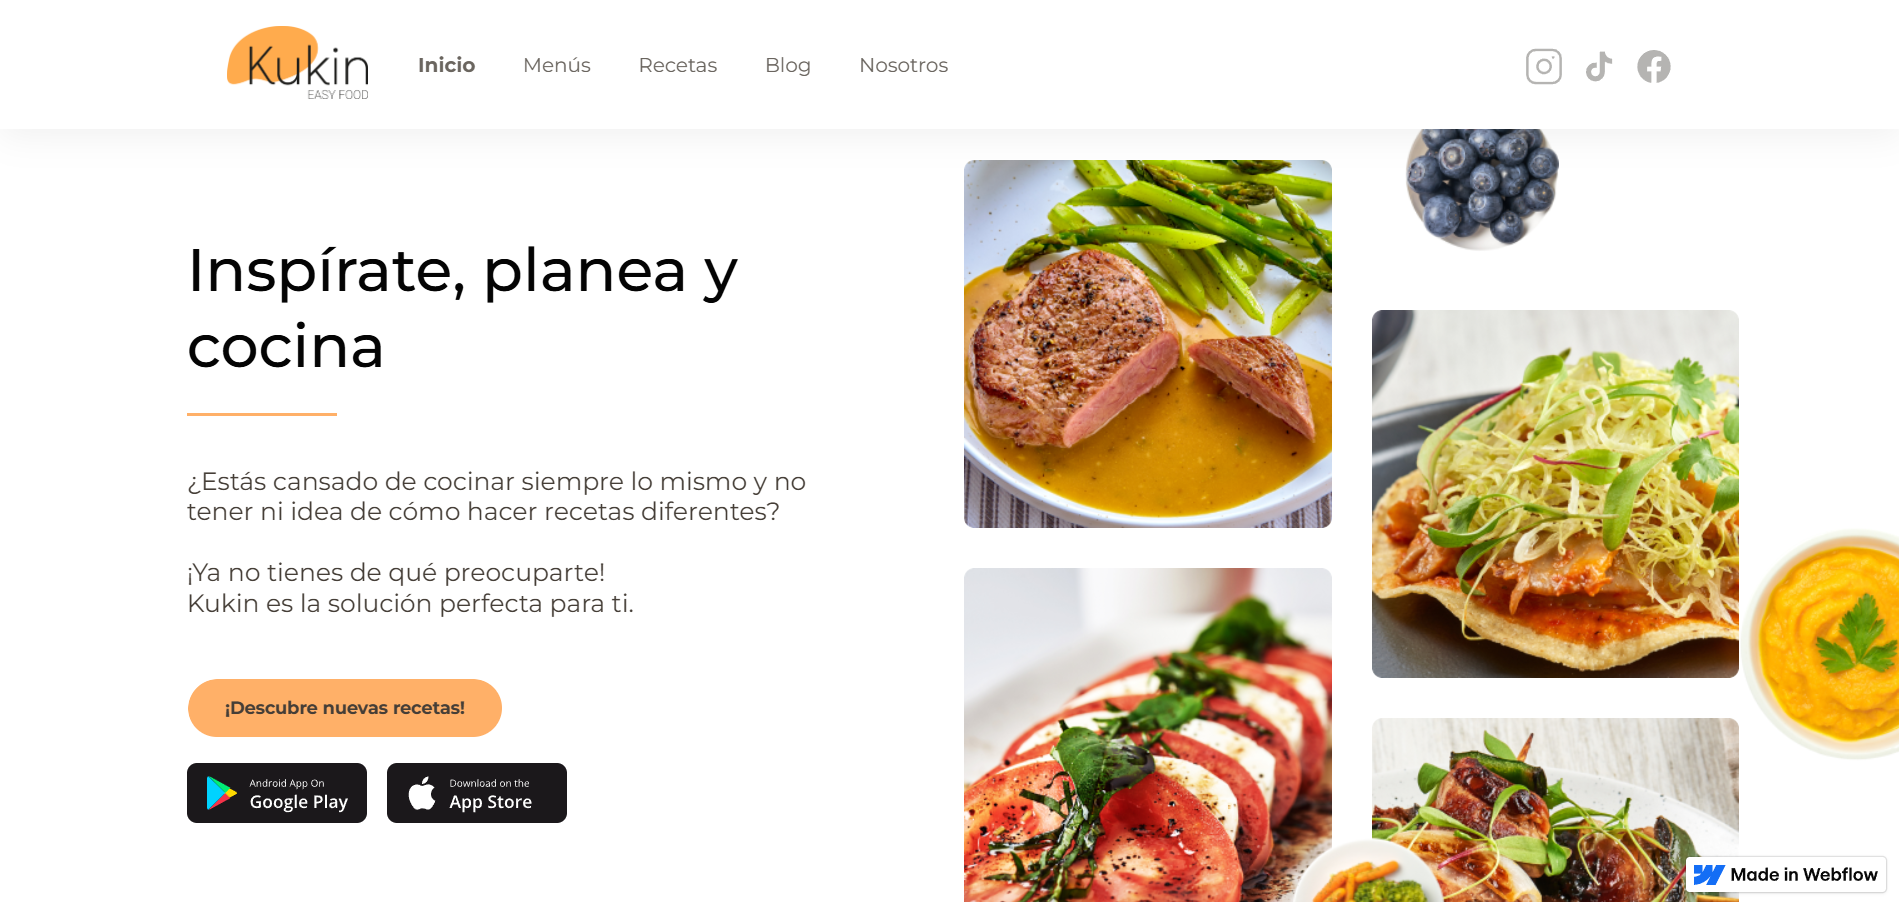 Kukin
EASY FOOD
Inicio
Menús
Recetas
Blog
Nosotros
Inspírate, planea y
cocina
¿Estás cansado de cocinar siempre lo mismo y no
tener ni idea de cómo hacer recetas diferentes?
¡Ya no tienes de qué preocuparte!
Kukin es la solución perfecta para ti.
¡Descubre nuevas recetas!
Android App On
Google Play
Download on the
App Store
Made in Webflow